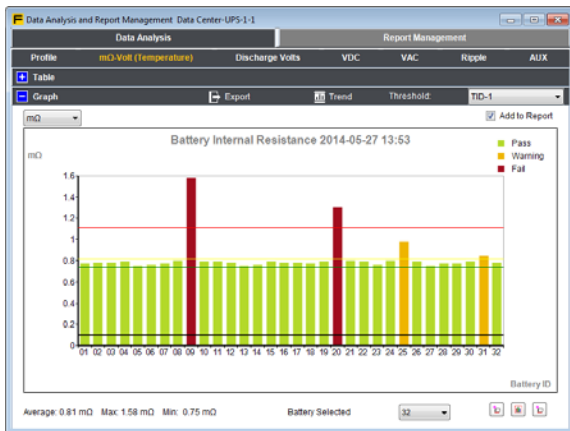 Data Analysis and Report Management Data Center-UPS-1-1
Data Analysis Report Management
Profile mΩ-Volt (Temperature) Discharge Volts VDC VAC Ripple AUX
Table
Graph Export Trend Threshold: TID-1
mΩ Add to Report
Battery Internal Resistance 2014-05-27 13:53
mΩ
Pass
Warning
Fail
1.6
1.4
1.2
1
0.8
0.6
0.4
0.2
0
01 02 03 04 05 06 07 08 09 10 11 12 13 14 15 16 17 18 19 20 21 22 23 24 25 26 27 28 29 30 31 32
Battery ID
Average: 0.81 mΩ Max: 1.58 mΩ Min: 0.75 mΩ Battery Selected 32